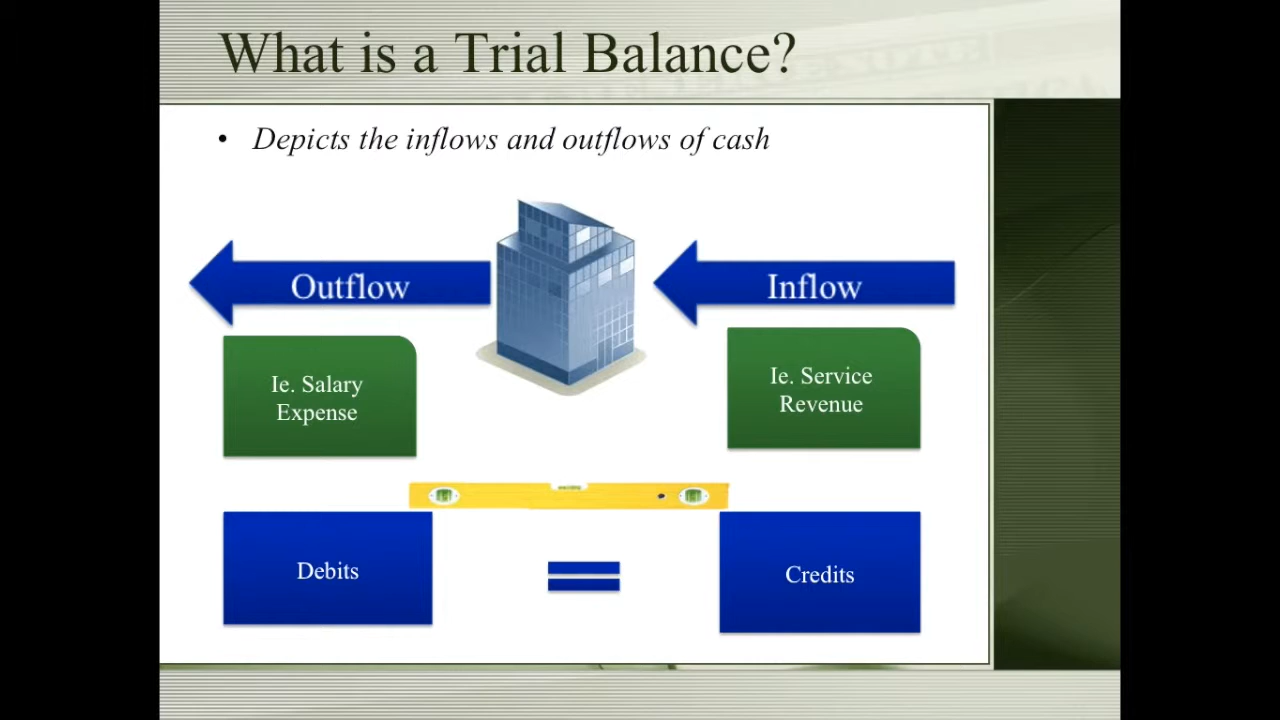 What is a Trial Balance?
• Depicts the inflows and outflows of cash
Outflow
Inflow
Ie. Salary
Expense
Ie. Service
Revenue
Debits
Credits